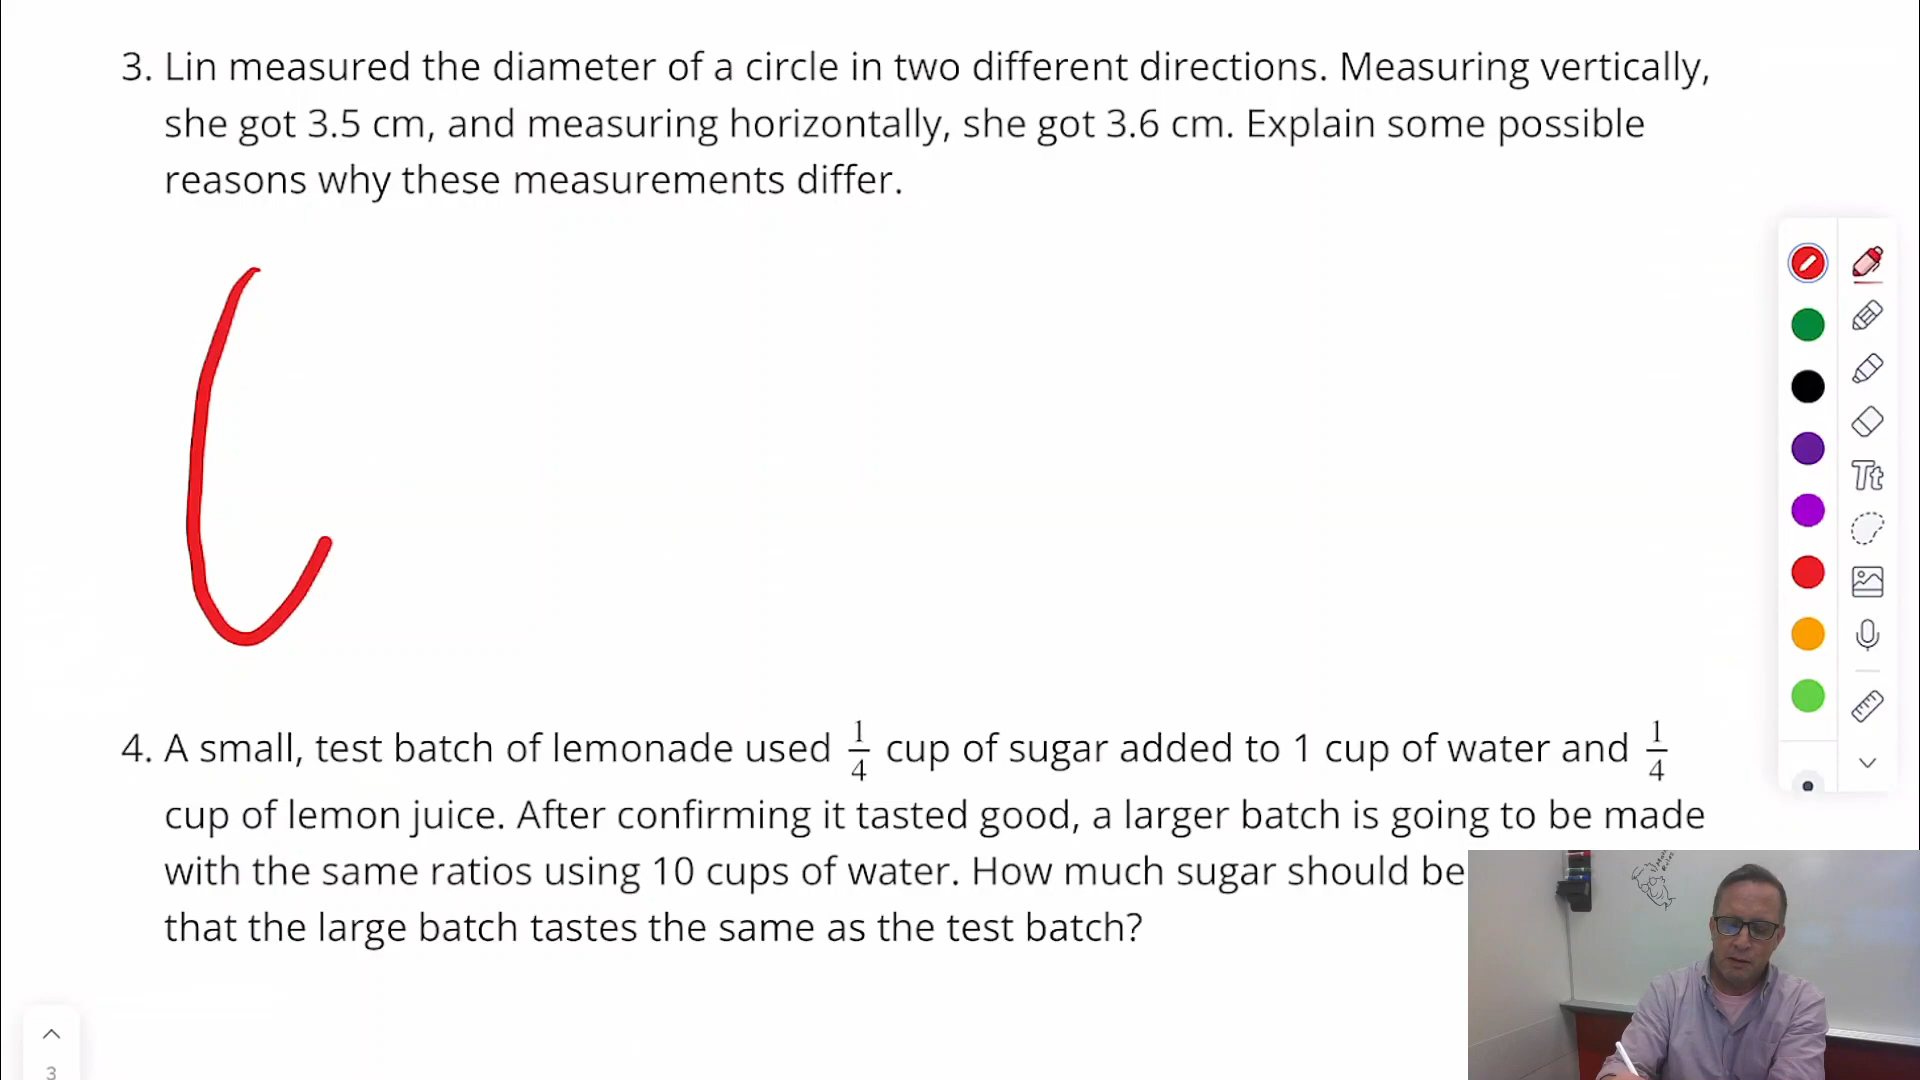 3. Lin measured the diameter of a circle in two different directions. Measuring vertically,
she got 3.5 cm, and measuring horizontally, she got 3.6 cm. Explain some possible
reasons why these measurements differ.
Tt
4. A small, test batch of lemonade used 1/4 cup of sugar added to 1 cup of water and 1/4
cup of lemon juice. After confirming it tasted good, a larger batch is going to be made
with the same ratios using 10 cups of water. How much sugar should be
that the large batch tastes the same as the test batch?
3